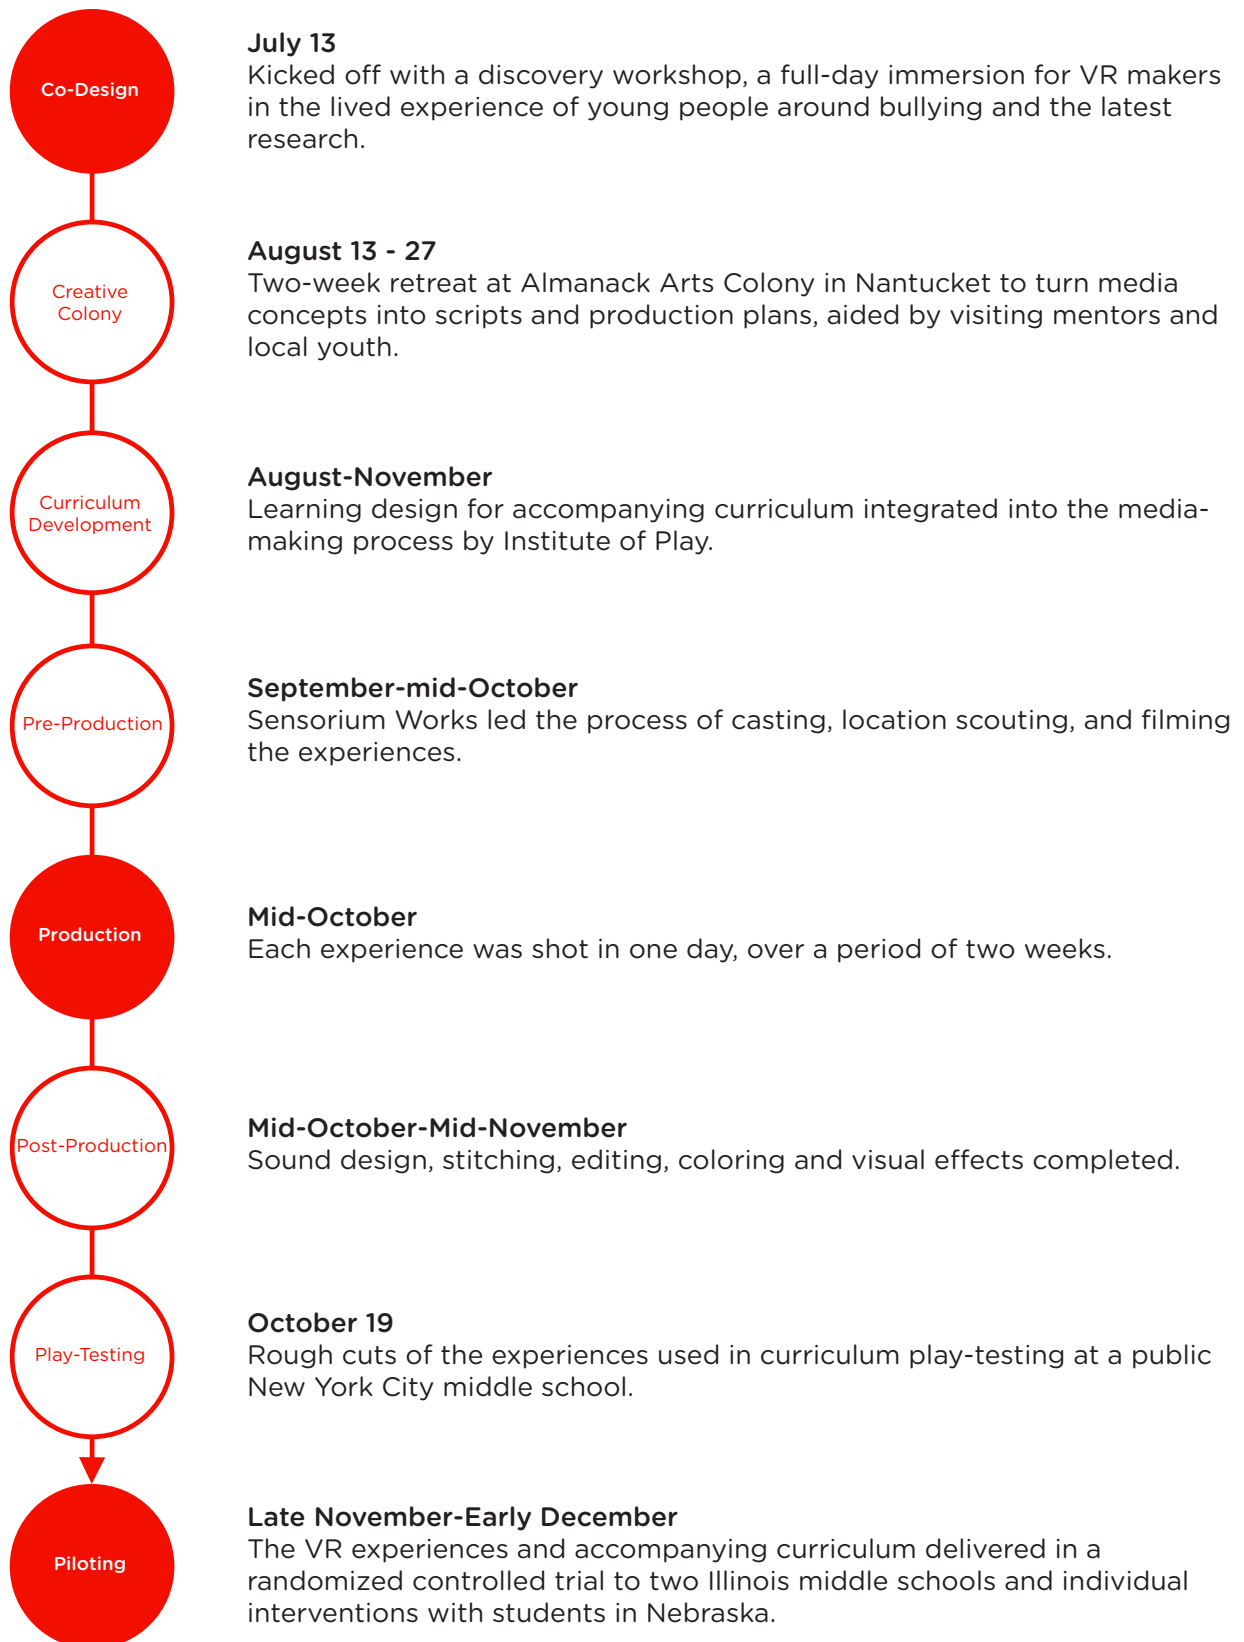 Co-Design
July 13
Kicked off with a discovery workshop, a full-day immersion for VR makers
in the lived experience of young people around bullying and the latest
research.
Creative
Colony
August 13 - 27
Two-week retreat at Almanack Arts Colony in Nantucket to turn media
concepts into scripts and production plans, aided by visiting mentors and
local youth.
Curriculum
Development
August-November
Learning design for accompanying curriculum integrated into the media-
making process by Institute of Play.
Pre-Production
September-mid-October
Sensorium Works led the process of casting, location scouting, and filming
the experiences.
Production
Mid-October
Each experience was shot in one day, over a period of two weeks.
Post-Production
Mid-October-Mid-November
Sound design, stitching, editing, coloring and visual effects completed.
Play-Testing
October 19
Rough cuts of the experiences used in curriculum play-testing at a public
New York City middle school.
Piloting
Late November-Early December
The VR experiences and accompanying curriculum delivered in a
randomized controlled trial to two Illinois middle schools and individual
interventions with students in Nebraska.